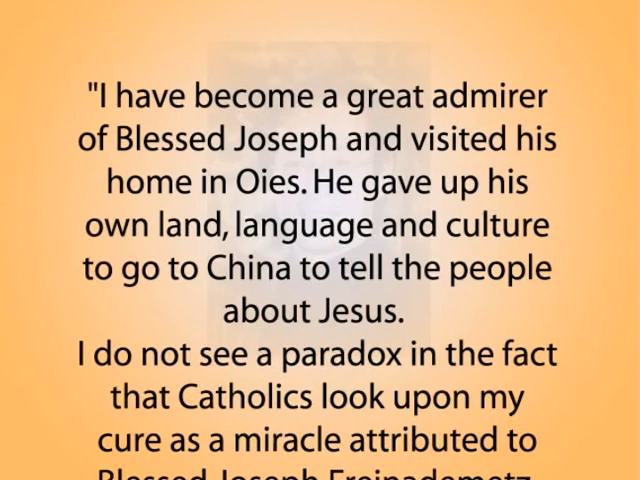 "I have become a great admirer
of Blessed Joseph and visited his
home in Oies. He gave up his
own land, language and culture
to go to China to tell the people
about Jesus.
I do not see a paradox in the fact
that Catholics look upon my
cure as a miracle attributed to
Blessed Joseph Freinademetz